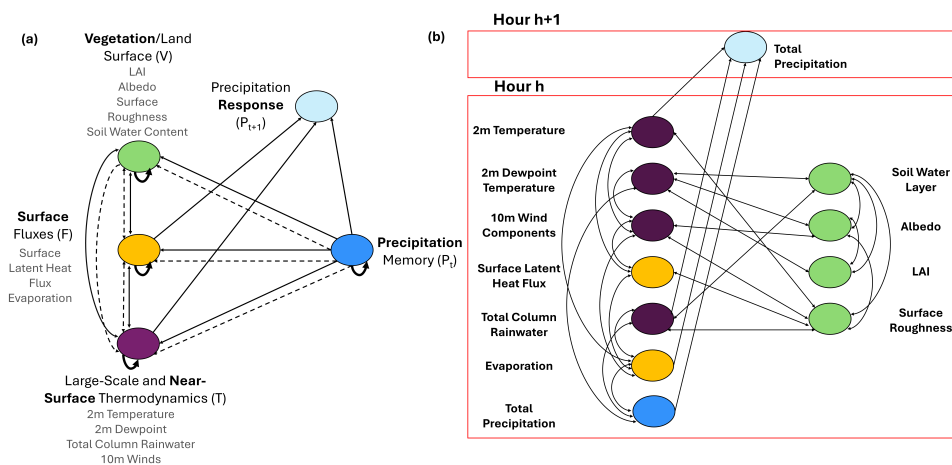 (a)
Vegetation/Land
Surface (V)
LAI
Albedo
Surface
Roughness
Soil Water Content
Precipitation
Response
(Pt+1)
Surface
Fluxes (F)
Surface
Latent Heat
Flux
Evaporation
Precipitation
Memory (Pt)
Large-Scale and Near-
Surface Thermodynamics (T)
2m Temperature
2m Dewpoint
Total Column Rainwater
10m Winds
(b)
Hour h+1
Total
Precipitation
Hour h
2m Temperature
2m Dewpoint
Temperature
10m Wind
Components
Surface Latent
Heat Flux
Total Column
Rainwater
Evaporation
Total
Precipitation
Soil Water
Layer
Albedo
LAI
Surface
Roughness